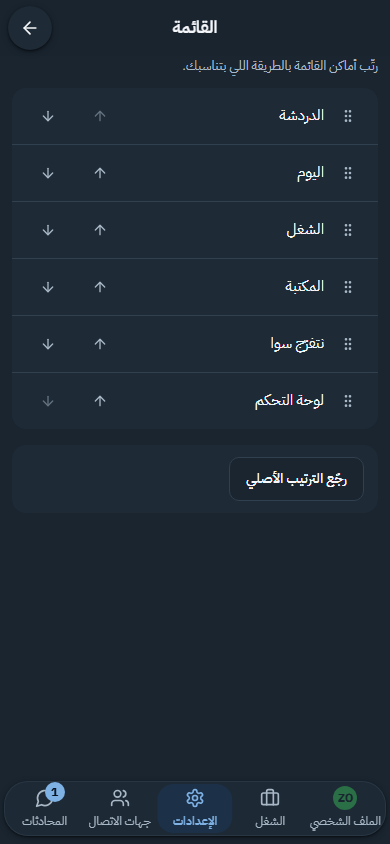 القائمة
رتّب أماكن القائمة بالطريقة اللي بتناسبك.
الدردشة
اليوم
الشغل
المكتبة
نتفرّج سوا
لوحة التحكم
رجّع الترتيب الأصلي
ZO
1
الملف الشخصي
الشغل
الإعدادات
جهات الاتصال
المحادثات